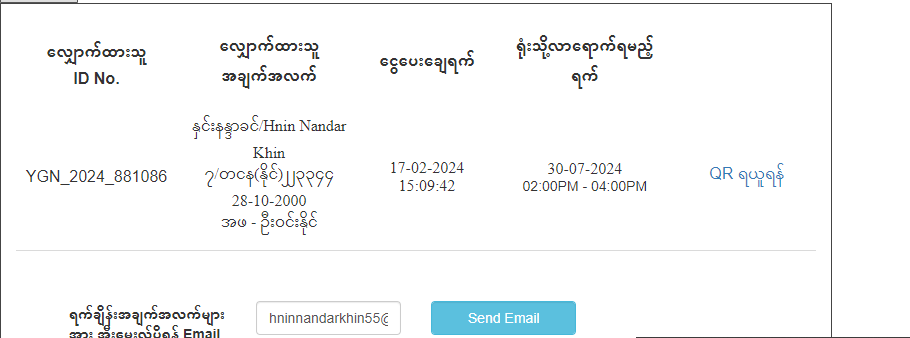 လျှောက်ထားသူ
ID No.
လျှောက်ထားသူ
အချက်အလက်
ငွေပေးချေရက်
ရုံးသို့လာရောက်ရမည့်
ရက်
YGN_2024_881086
နှင်းနန္ဒာခင်/Hnin Nandar
Khin
၇/တငန(နိုင်)၂၂၃၃၄၄
28-10-2000
အဖ - ဦးဝင်းနိုင်
17-02-2024
15:09:42
30-07-2024
02:00PM - 04:00PM
QR ရယူရန်
ရက်ချိန်းအချက်အလက်များ
အား အီးမေးလ်ပို့ရန် Email
hninnandarkhin55@
Send Email